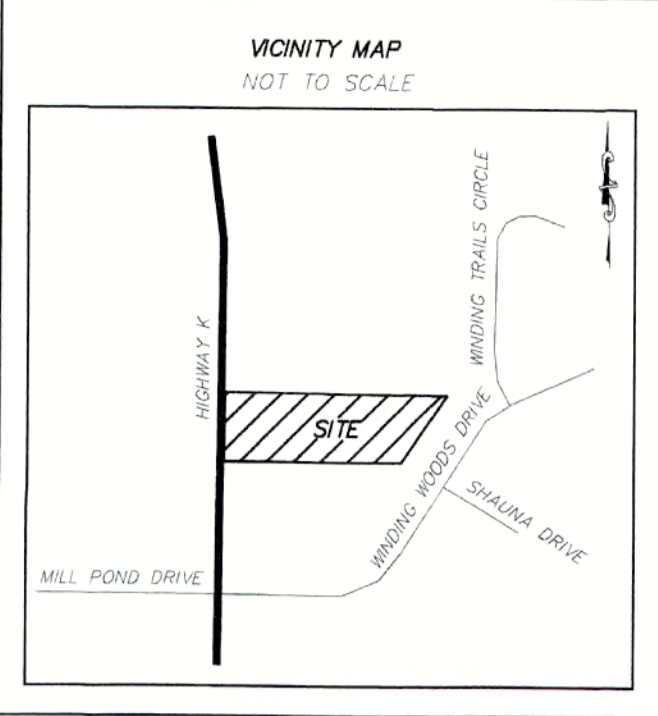 VICINITY MAP
NOT TO SCALE
WINDING TRAILS CIRCLE
HIGHWAY K
SITE
WINDING WOODS DRIVE
SHAUNA DRIVE
MILL POND DRIVE